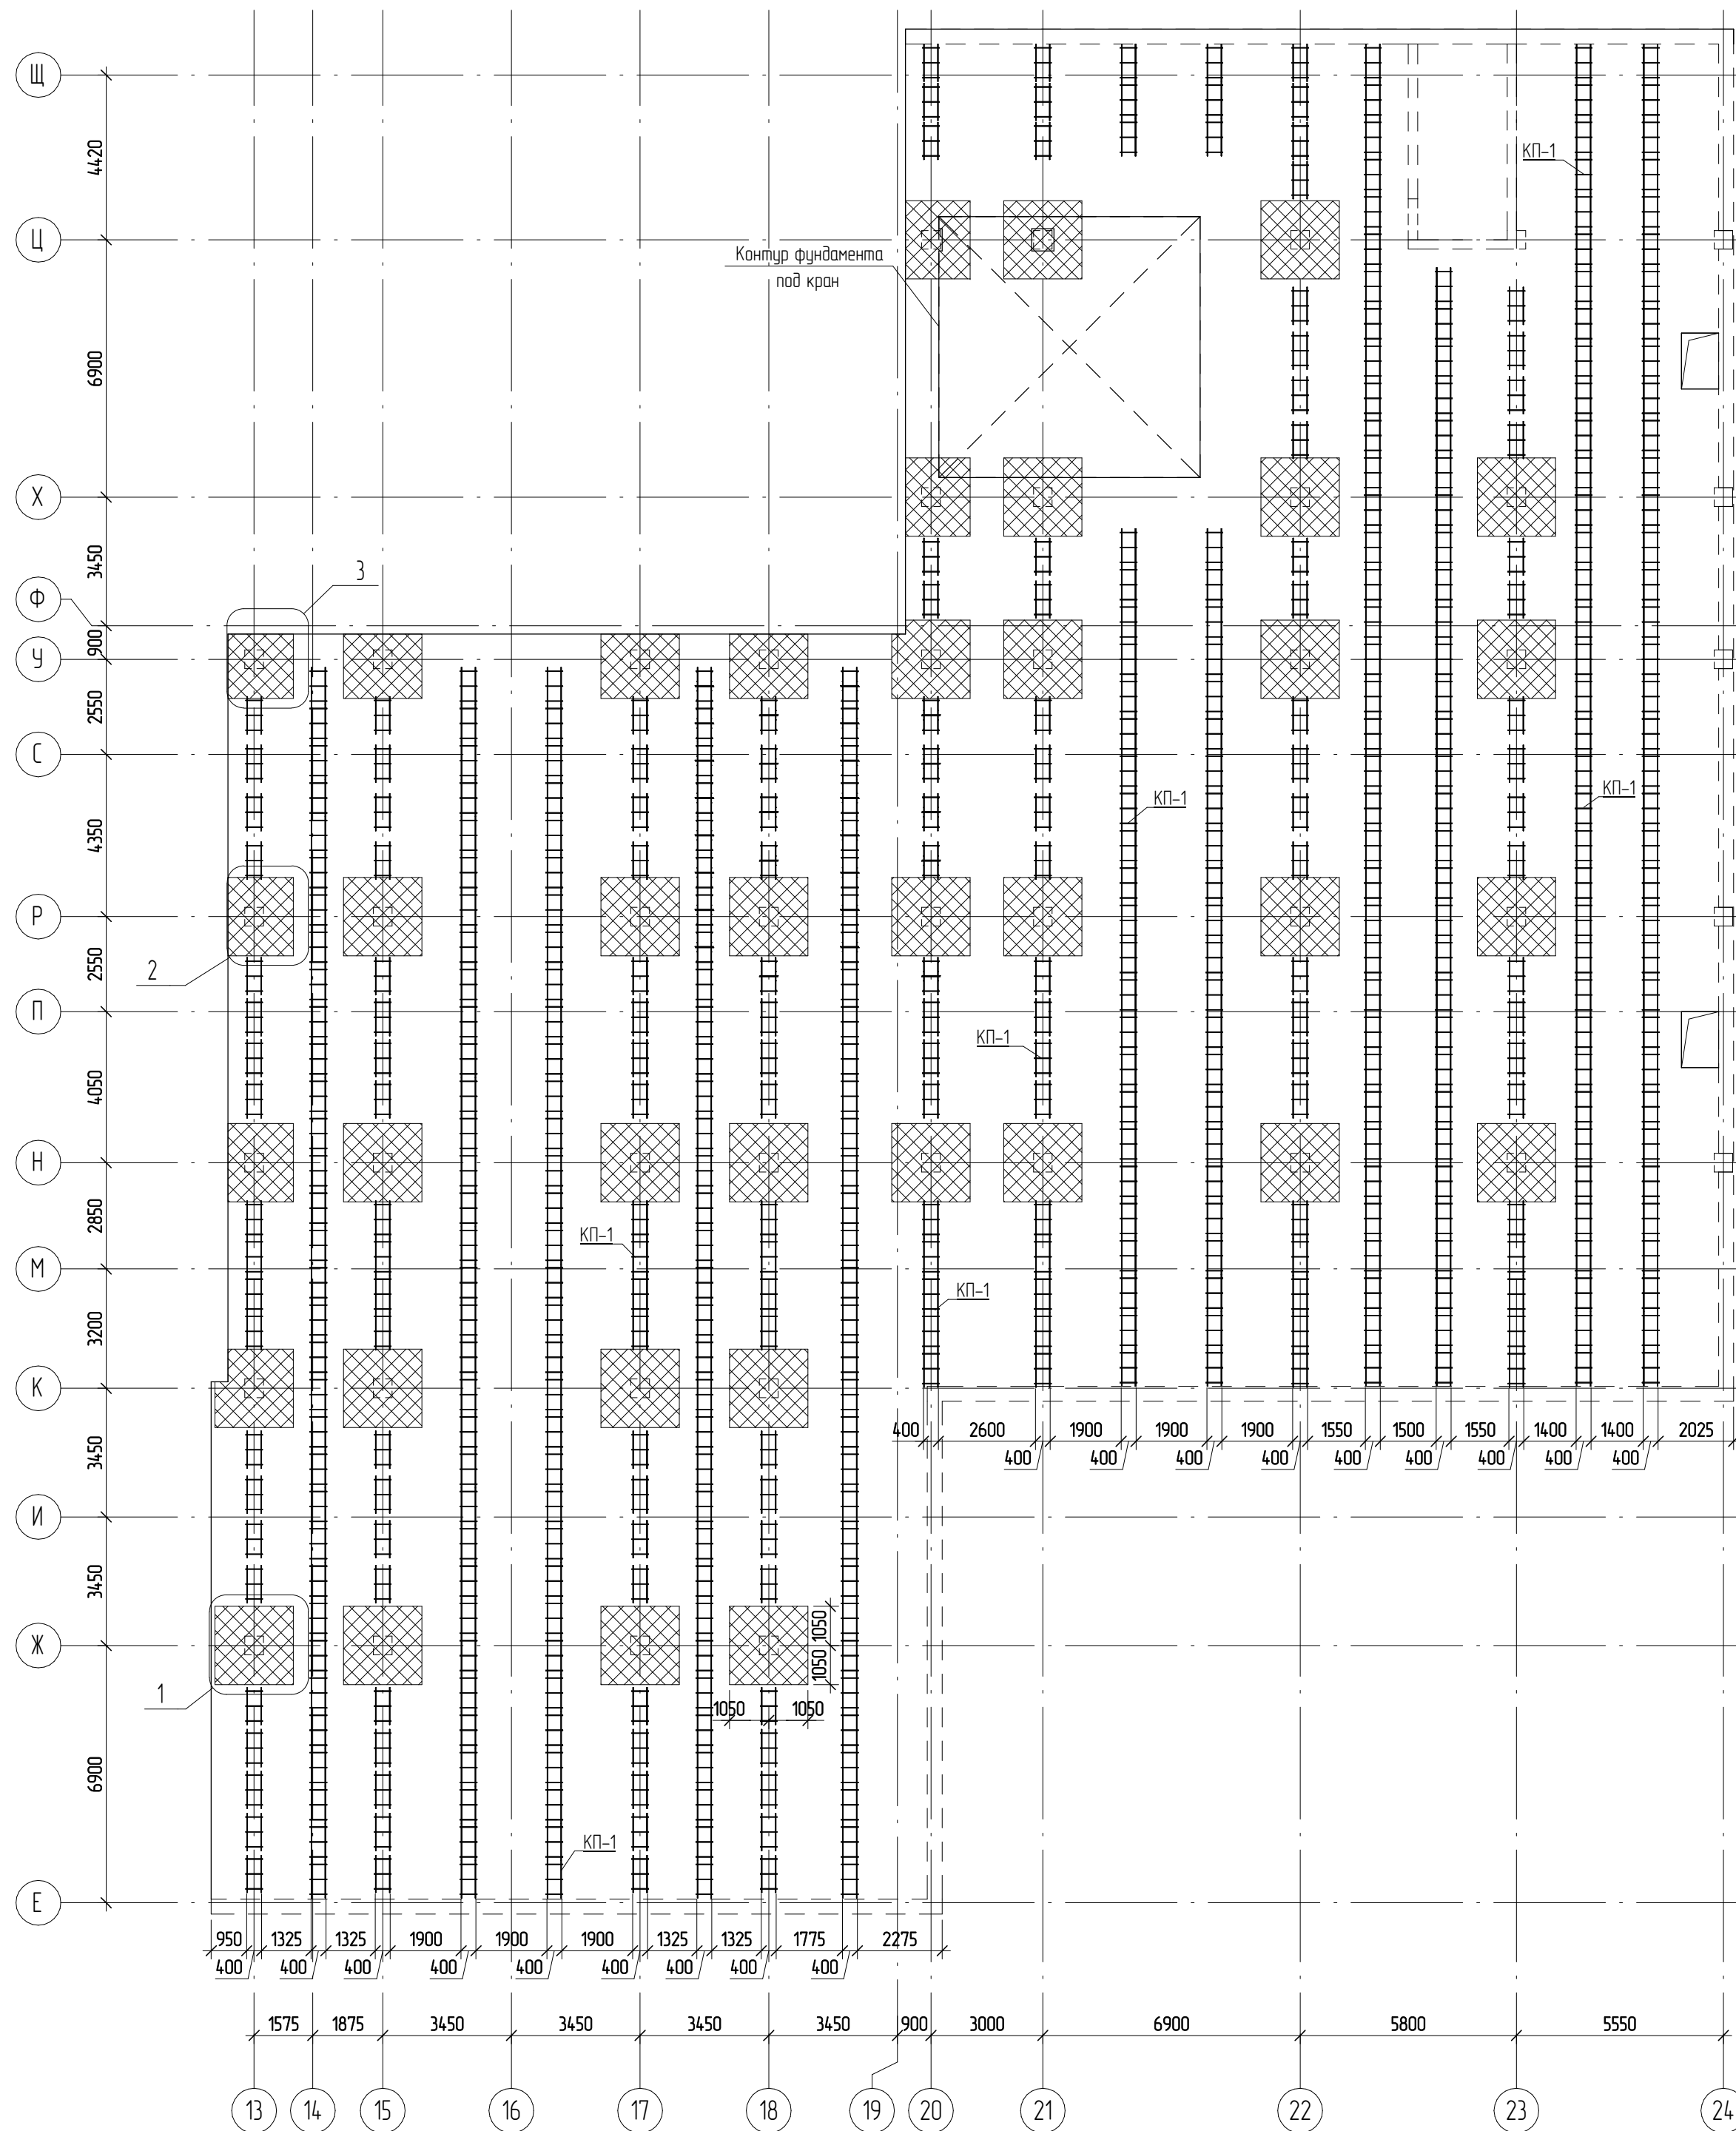 Щ
4420
КП-1
Ц
Контур фундамента
под кран
6900
Х
3450
3
Ф
900
У
2550
С
КП-1
КП-1
4350
Р
2
2550
П
КП-1
4050
Н
2850
КП-1
М
КП-1
3200
К
400 2600 1900 1900 1900 1550 1500 1550 1400 1400 2025
400 400 400 400 400 400 400 400 400
3450
И
3450
1050
Ж
1050
1
1050 1050
6900
КП-1
Е
950 1325 1325 1900 1900 1900 1325 1325 1775 2275
400 400 400 400 400 400 400 400 400
1575 1875 3450 3450 3450 3450 900 3000 6900 5800 5550
13 14 15 16 17 18 19 20 21 22 23 24